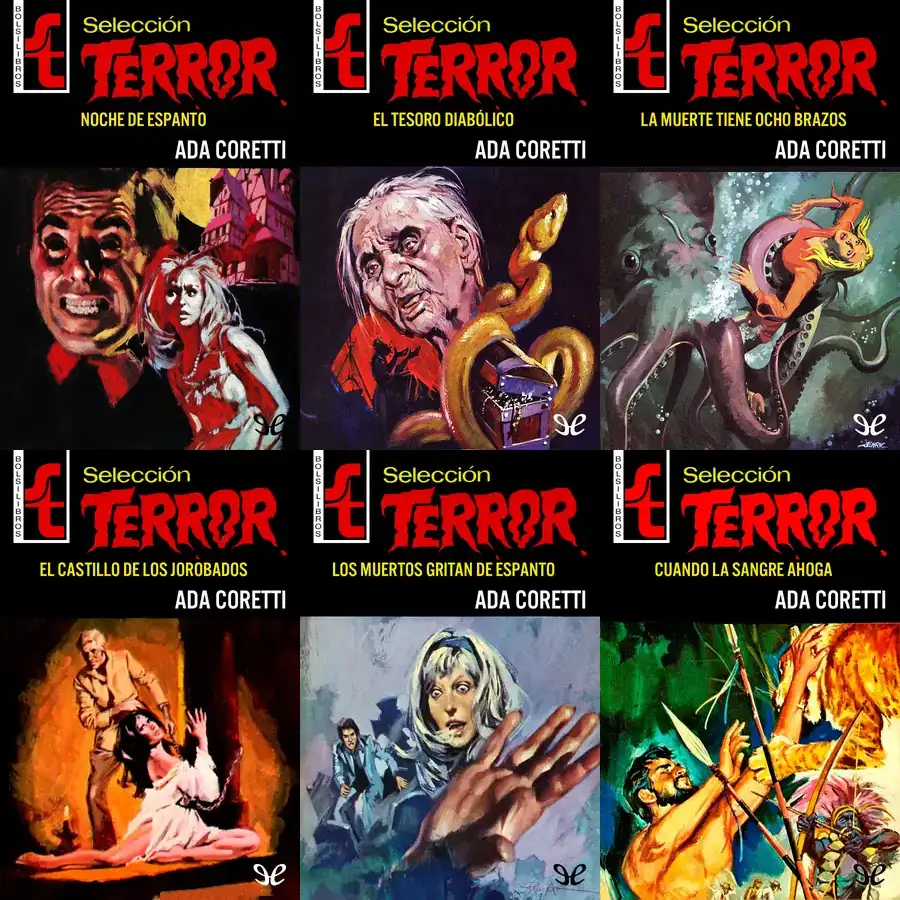 BOLSILIBROS
Selección
TERROR
NOCHE DE ESPANTO
ADA CORETTI
BOLSILIBROS
Selección
TERROR
EL TESORO DIABÓLICO
ADA CORETTI
BOLSILIBROS
Selección
TERROR
LA MUERTE TIENE OCHO BRAZOS
ADA CORETTI
BOLSILIBROS
Selección
TERROR
EL CASTILLO DE LOS JOROBADOS
ADA CORETTI
BOLSILIBROS
Selección
TERROR
LOS MUERTOS GRITAN DE ESPANTO
ADA CORETTI
BOLSILIBROS
Selección
TERROR
CUANDO LA SANGRE AHOGA
ADA CORETTI